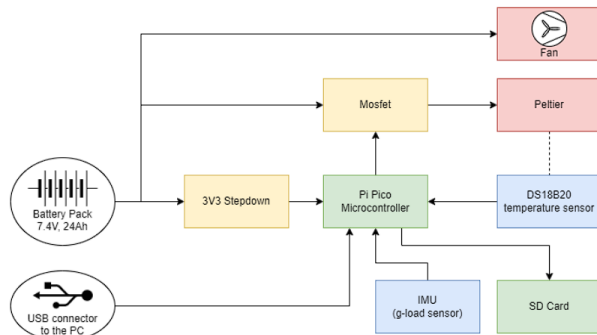 Fan
Mosfet
Peltier
Battery Pack
7.4V, 24Ah
3V3 Stepdown
Pi Pico
Microcontroller
DS18B20
temperature sensor
USB connector
to the PC
IMU
(g-load sensor)
SD Card